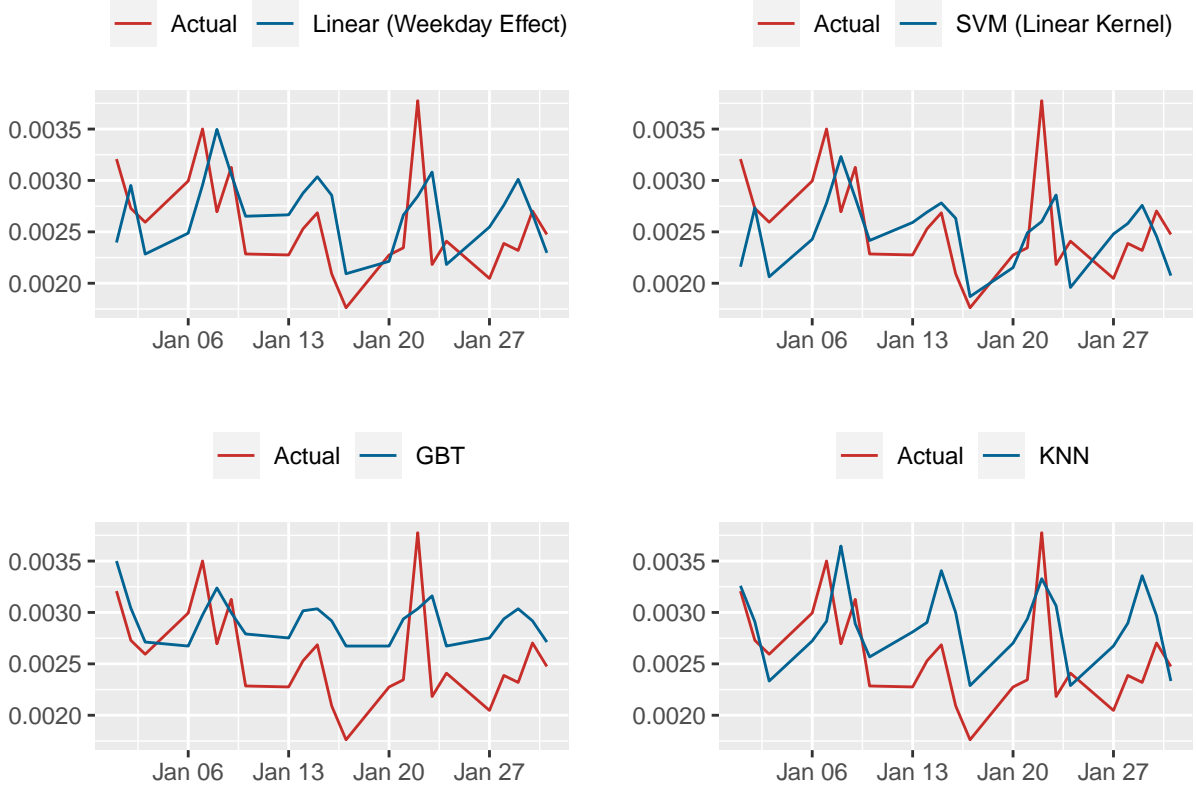 Actual Linear (Weekday Effect)
Actual SVM (Linear Kernel)
0.0035
0.0030
0.0025
0.0020
Jan 06 Jan 13 Jan 20 Jan 27
0.0035
0.0030
0.0025
0.0020
Jan 06 Jan 13 Jan 20 Jan 27
Actual GBT
Actual KNN
0.0035
0.0030
0.0025
0.0020
Jan 06 Jan 13 Jan 20 Jan 27
0.0035
0.0030
0.0025
0.0020
Jan 06 Jan 13 Jan 20 Jan 27